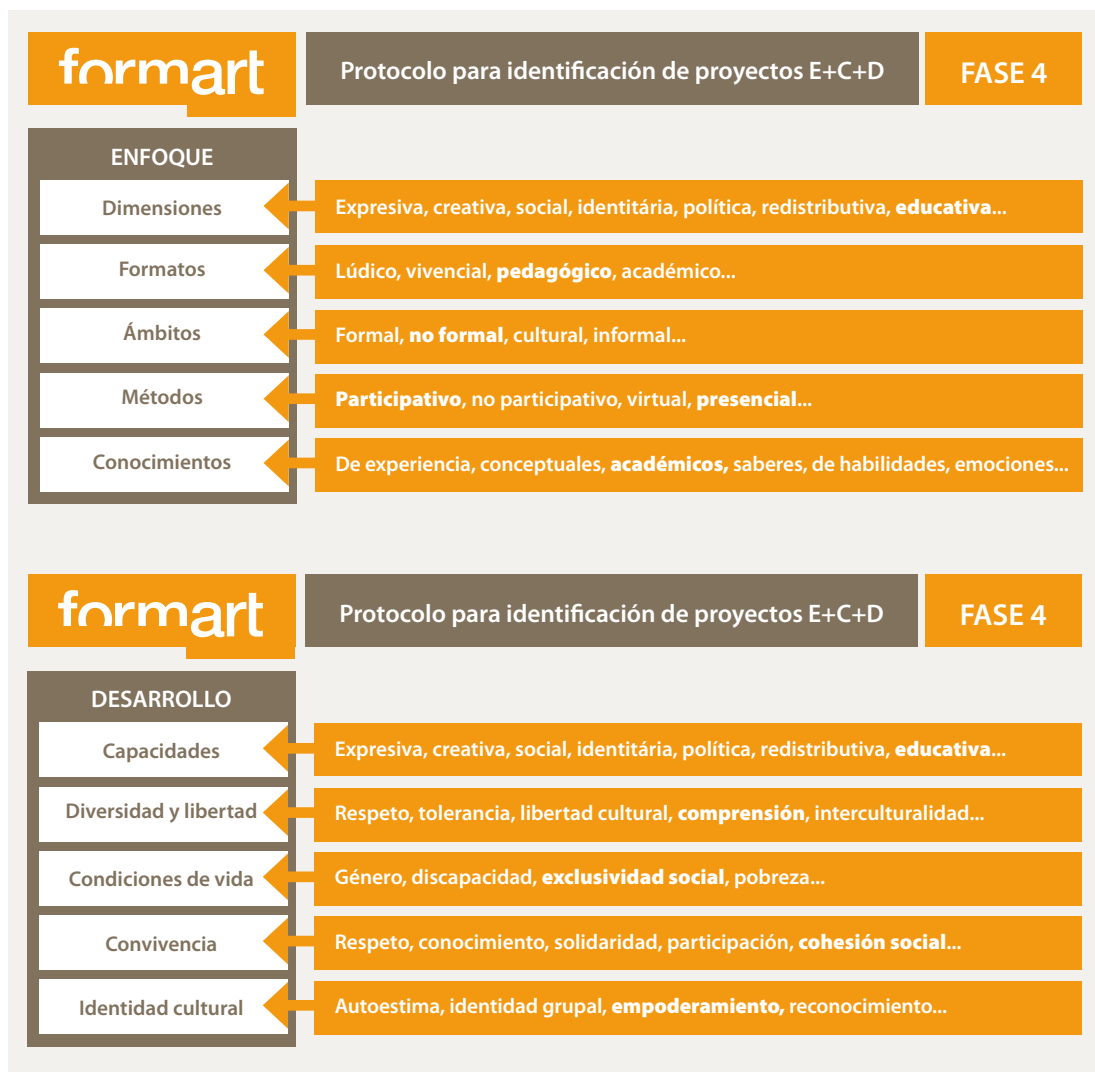 formart
Protocolo para identificación de proyectos E+C+D
FASE 4
ENFOQUE
Dimensiones
Expresiva, creativa, social, identitária, política, redistributiva, educativa...
Formatos
Lúdico, vivencial, pedagógico, académico...
Ámbitos
Formal, no formal, cultural, informal...
Métodos
Participativo, no participativo, virtual, presencial...
Conocimientos
De experiencia, conceptuales, académicos, saberes, de habilidades, emociones...
formart
Protocolo para identificación de proyectos E+C+D
FASE 4
DESARROLLO
Capacidades
Expresiva, creativa, social, identitária, política, redistributiva, educativa...
Diversidad y libertad
Respeto, tolerancia, libertad cultural, comprensión, interculturalidad...
Condiciones de vida
Género, discapacidad, exclusividad social, pobreza...
Convivencia
Respeto, conocimiento, solidaridad, participación, cohesión social...
Identidad cultural
Autoestima, identidad grupal, empoderamiento, reconocimiento...